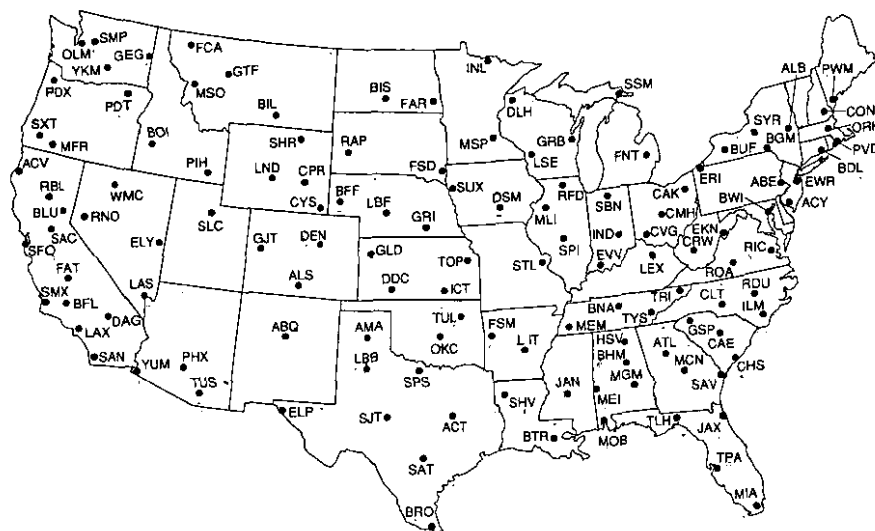 ALB PWM
SMP
OLM
GEG
YKM
FCA
GTF
MSO
BIL
BIS
FAR
INL
DLH
SSM
CON
ORH
PVD
BDL
PDX
PDT
SXT
MFR
BOI
PIH
SHR
LND
CPR
CYS
RAP
FSD
MSP
GRB
LSE
FNT
SYR
BUF
BGM
ERI
ABE
EWR
ACY
BWI
ACV
RBL
BLU
SAC
SFO
RNO
WMC
ELY
SLC
GJT
DEN
ALS
BFF
LBF
GRI
SUX
DSM
MLI
RFD
SPI
SBN
IND
EVV
CAK
CMH
CVG
EKN
CRW
RIC
ROA
LEX
GLD
DDC
TOP
ICT
STL
FAT
SMX
BFL
LAX
DAG
SAN
LAS
YUM
PHX
TUS
ABQ
ELP
AMA
LBB
TUL
OKC
SPS
SJT
ACT
SAT
BRO
FSM
LIT
SHV
BTR
MEM
BNA
TYS
TRI
CLT
RDU
ILM
GSP
CAE
CHS
HSV
BHM
MGM
MEI
JAN
MOB
ATL
MCN
SAV
TLH
JAX
TPA
MIA